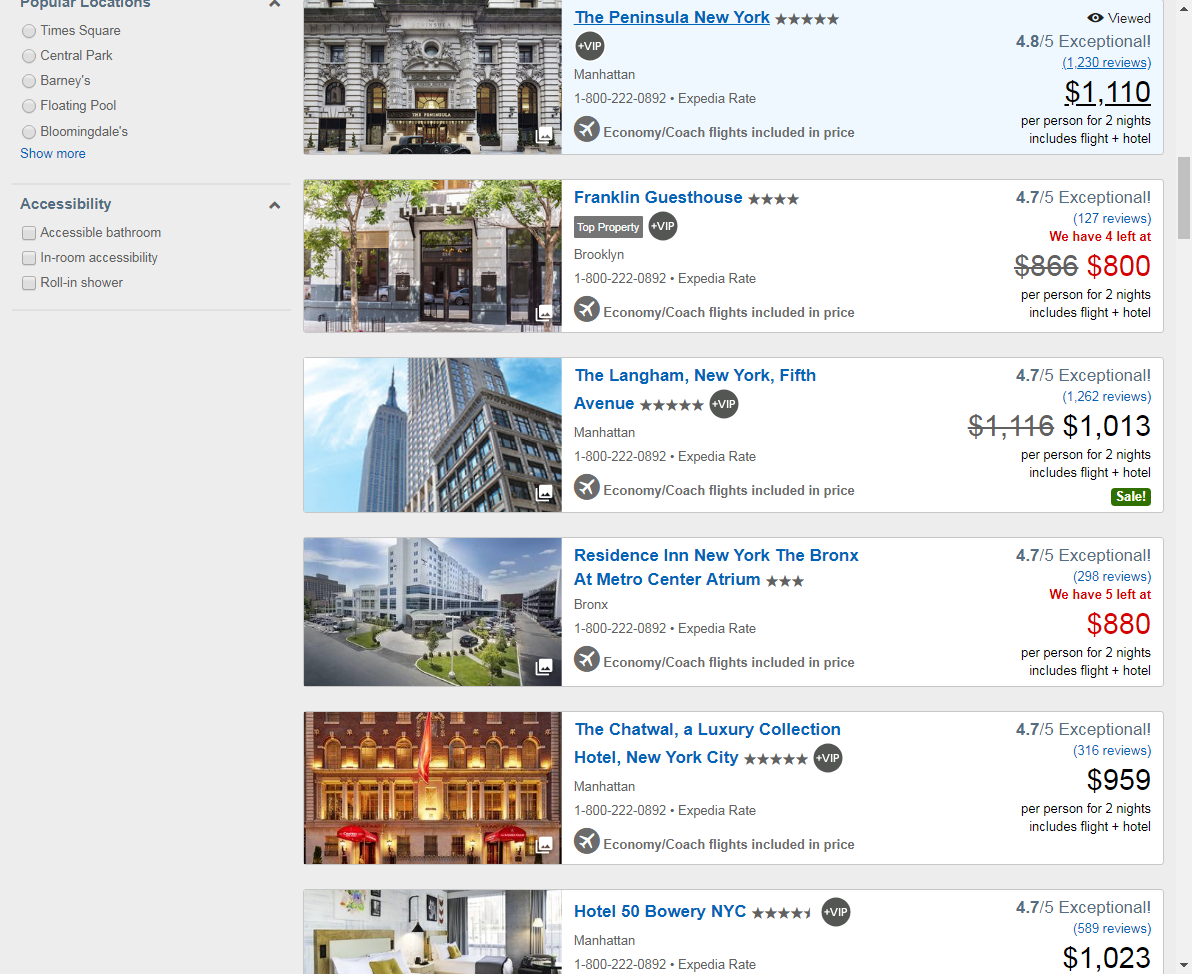 Popular Locations
Times Square
Central Park
Barney's
Floating Pool
Bloomingdale's
Show more
Accessibility
Accessible bathroom
In-room accessibility
Roll-in shower
THE PENINSULA
The Peninsula New York
+VIP
Manhattan
1-800-222-0892 • Expedia Rate
Economy/Coach flights included in price
Viewed
4.8/5 Exceptional!
(1,230 reviews)
$1,110
per person for 2 nights
includes flight + hotel
HOTEL
Franklin Guesthouse
Top Property +VIP
Brooklyn
1-800-222-0892 • Expedia Rate
Economy/Coach flights included in price
4.7/5 Exceptional!
(127 reviews)
We have 4 left at
$866 $800
per person for 2 nights
includes flight + hotel
The Langham, New York, Fifth
Avenue +VIP
Manhattan
1-800-222-0892 • Expedia Rate
Economy/Coach flights included in price
4.7/5 Exceptional!
(1,262 reviews)
$1,116 $1,013
per person for 2 nights
includes flight + hotel
Sale!
Residence Inn New York The Bronx
At Metro Center Atrium
Bronx
1-800-222-0892 • Expedia Rate
Economy/Coach flights included in price
4.7/5 Exceptional!
(298 reviews)
We have 5 left at
$880
per person for 2 nights
includes flight + hotel
The Chatwal, a Luxury Collection
Hotel, New York City +VIP
Manhattan
1-800-222-0892 • Expedia Rate
Economy/Coach flights included in price
4.7/5 Exceptional!
(316 reviews)
$959
per person for 2 nights
includes flight + hotel
Hotel 50 Bowery NYC +VIP
Manhattan
1-800-222-0892 • Expedia Rate
4.7/5 Exceptional!
(589 reviews)
$1,023